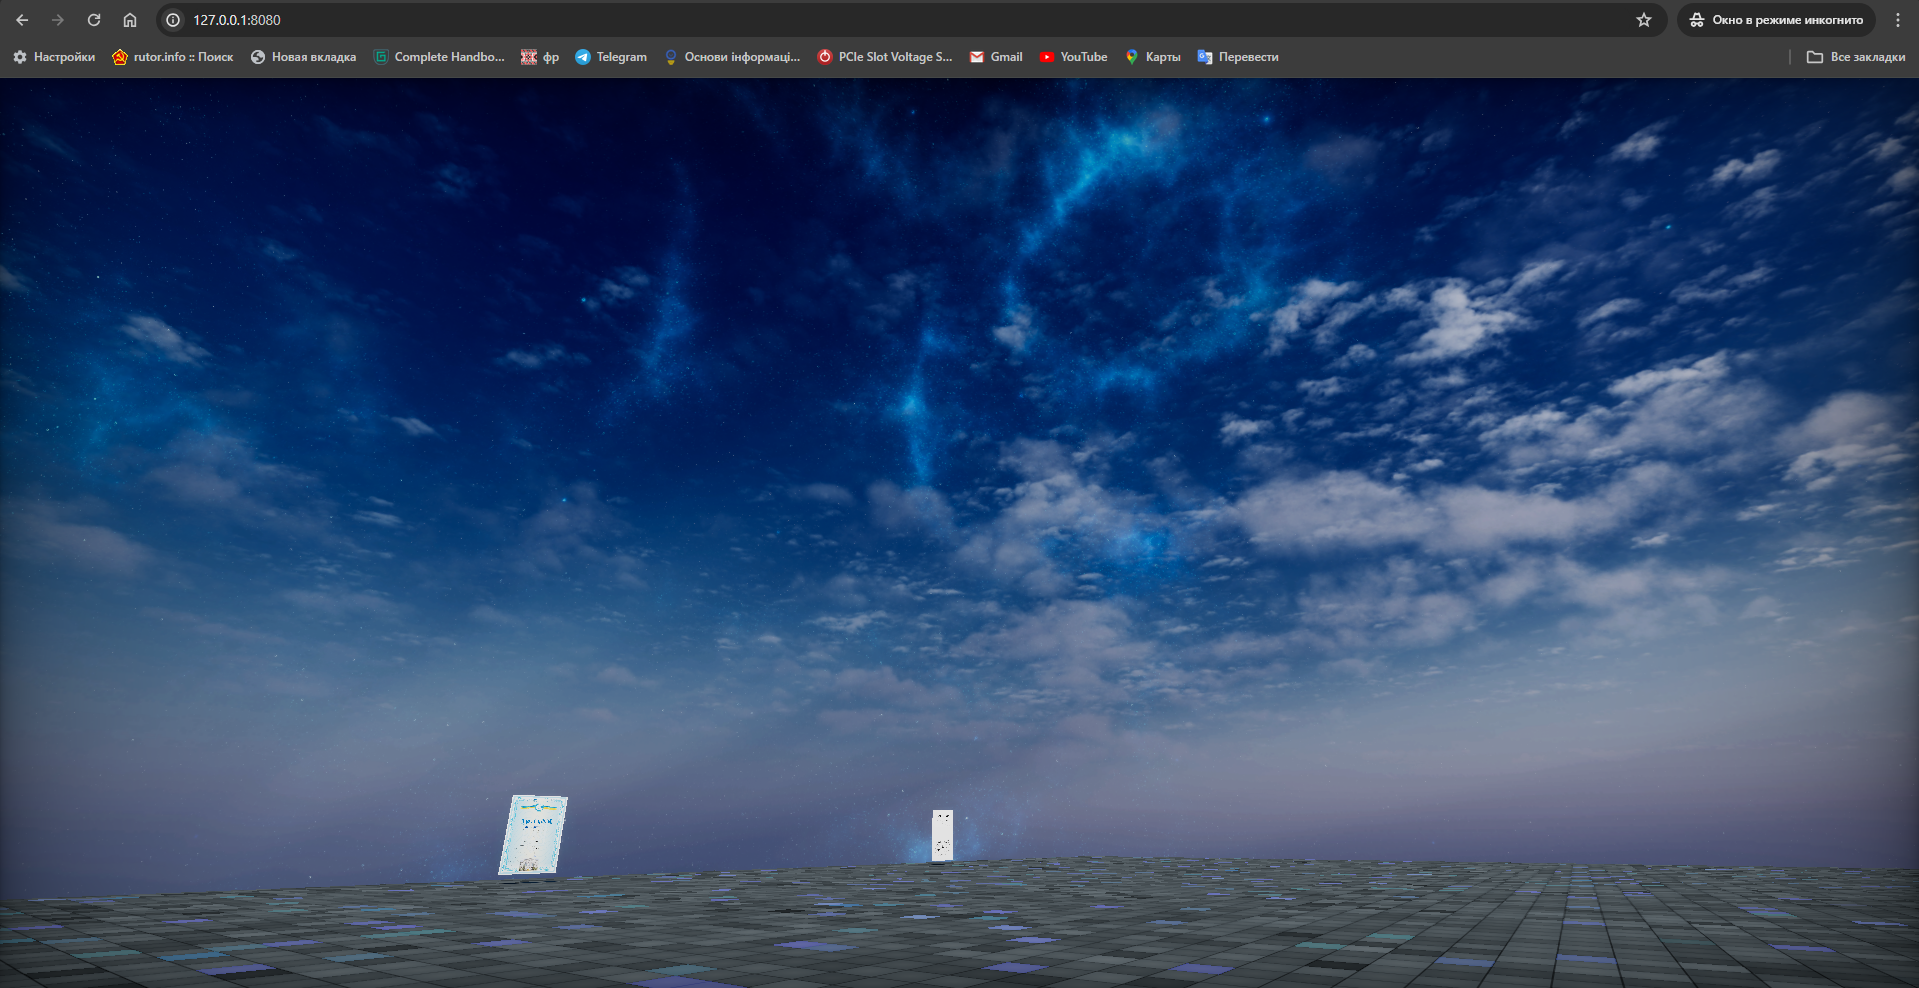 127.0.0.1:8080
Окно в режиме инкогнито
Настройки
rutor.info :: Поиск
Новая вкладка
Complete Handbo...
фр
Telegram
Основи інформаці...
PCIe Slot Voltage S...
Gmail
YouTube
Карты
Перевести
Все закладки